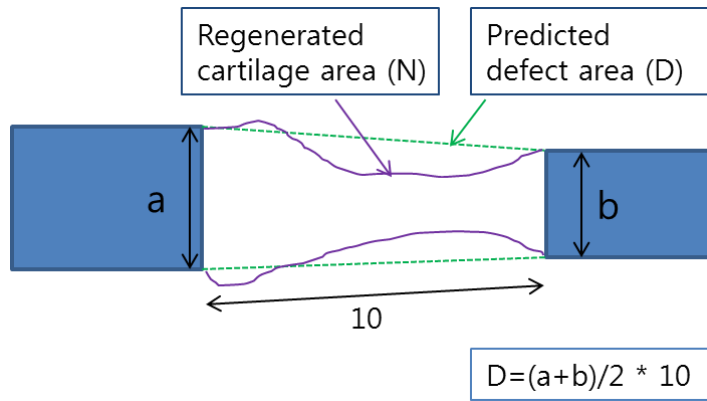 Regenerated
cartilage area (N)
Predicted
defect area (D)
a
b
10
D=(a+b)/2 * 10